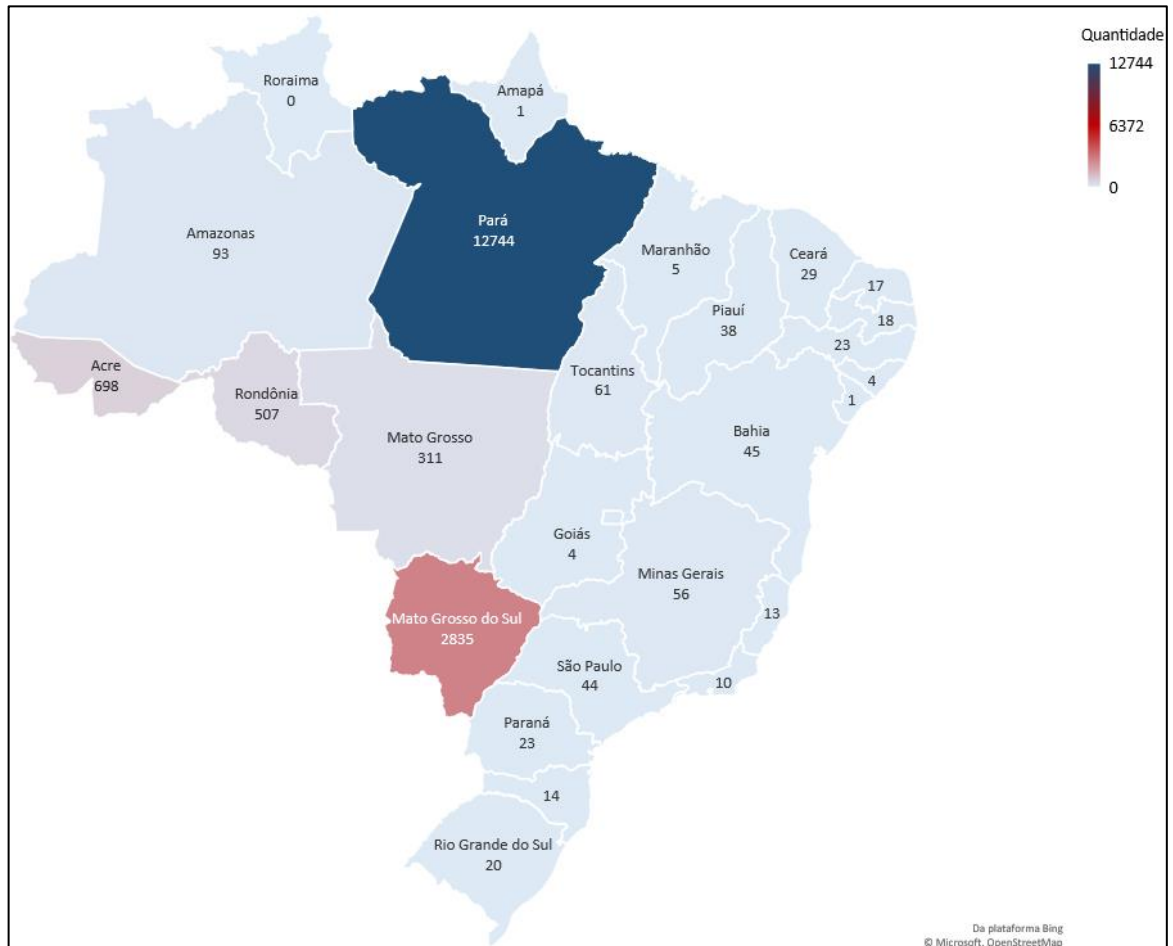 Quantidade
12744
6372
0
Roraima
0
Amapá
1
Amazonas
93
Pará
12744
Maranhão
5
Ceará
29
17
Piauí
38
18
23
Acre
698
Rondônia
507
Tocantins
61
4
1
Mato Grosso
311
Bahia
45
Goiás
4
Minas Gerais
56
13
Mato Grosso do Sul
2835
São Paulo
44
10
Paraná
23
14
Rio Grande do Sul
20
Da plataforma Bing
© Microsoft, OpenStreetMap